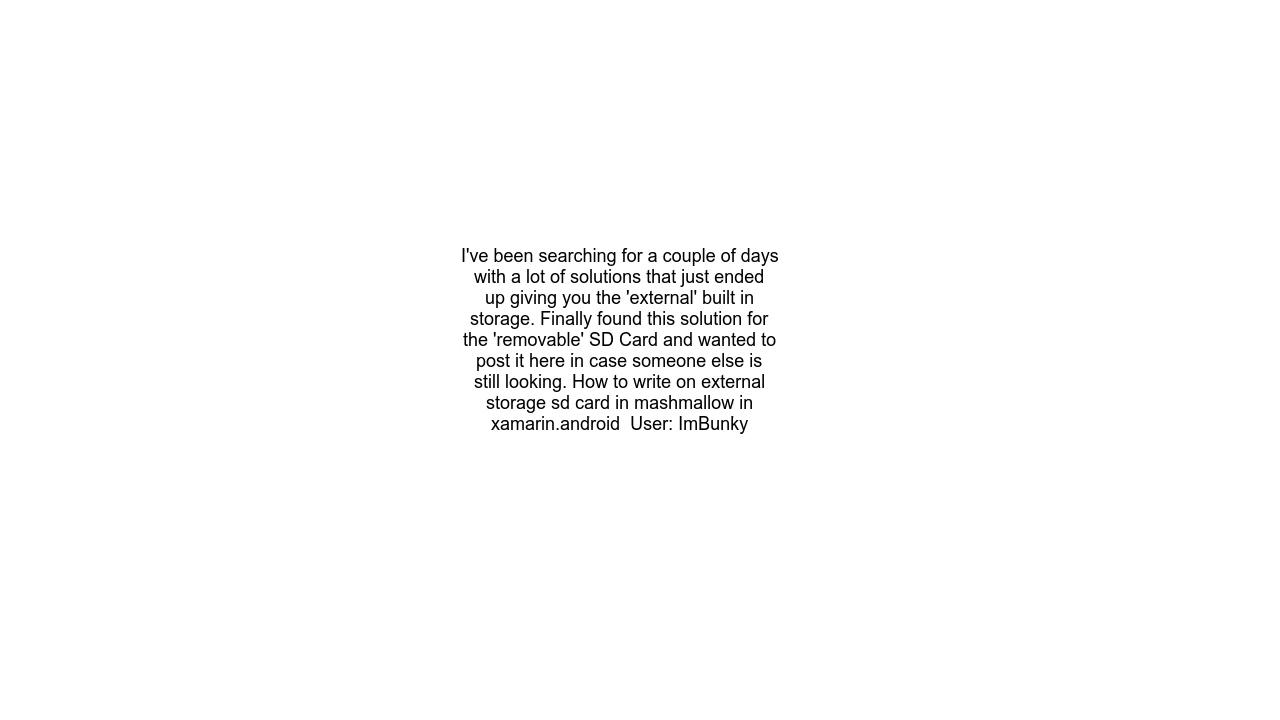 I've been searching for a couple of days
with a lot of solutions that just ended
up giving you the 'external' built in
storage. Finally found this solution for
the 'removable' SD Card and wanted to
post it here in case someone else is
still looking. How to write on external
storage sd card in mashmallow in
xamarin.android  User: ImBunky